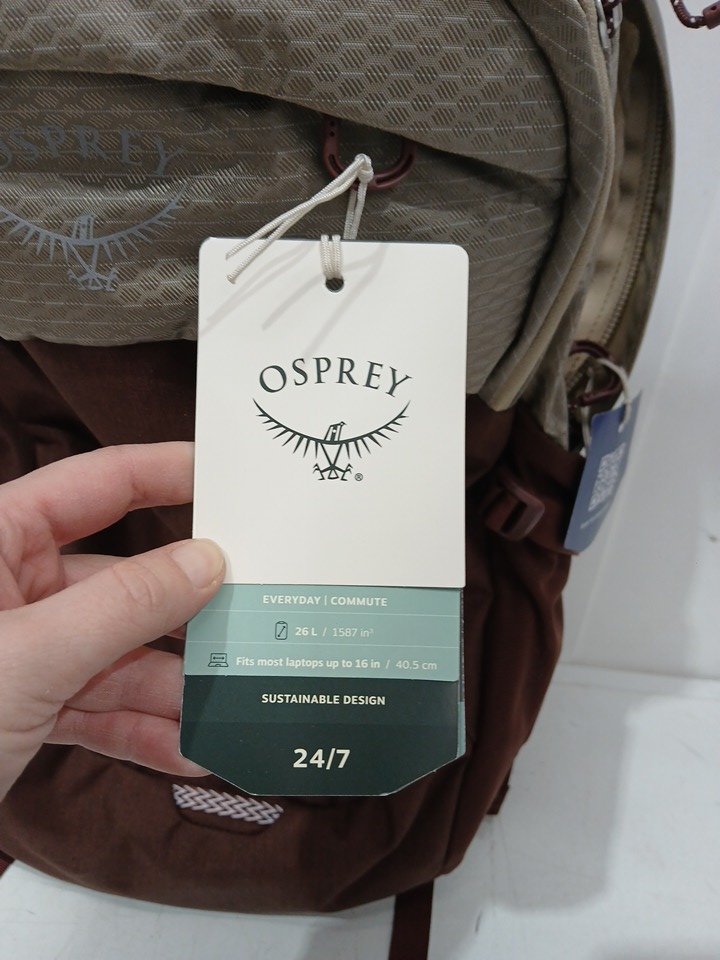 OSPREY
OSPREY
®
EVERYDAY | COMMUTE
26 L / 1587 in³
Fits most laptops up to 16 in / 40.5 cm
SUSTAINABLE DESIGN
24/7